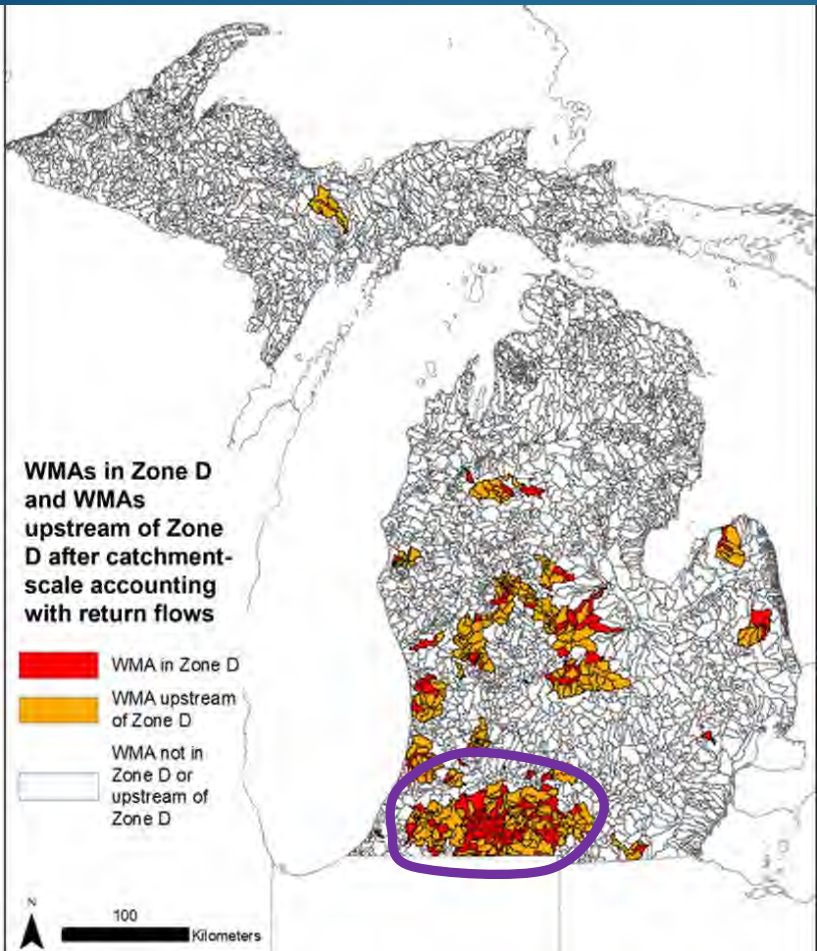 WMAs in Zone D
and WMAs
upstream of Zone
D after catchment-
scale accounting
with return flows
WMA in Zone D
WMA upstream
of Zone D
WMA not in
Zone D or
upstream of
Zone D
N
100
Kilometers